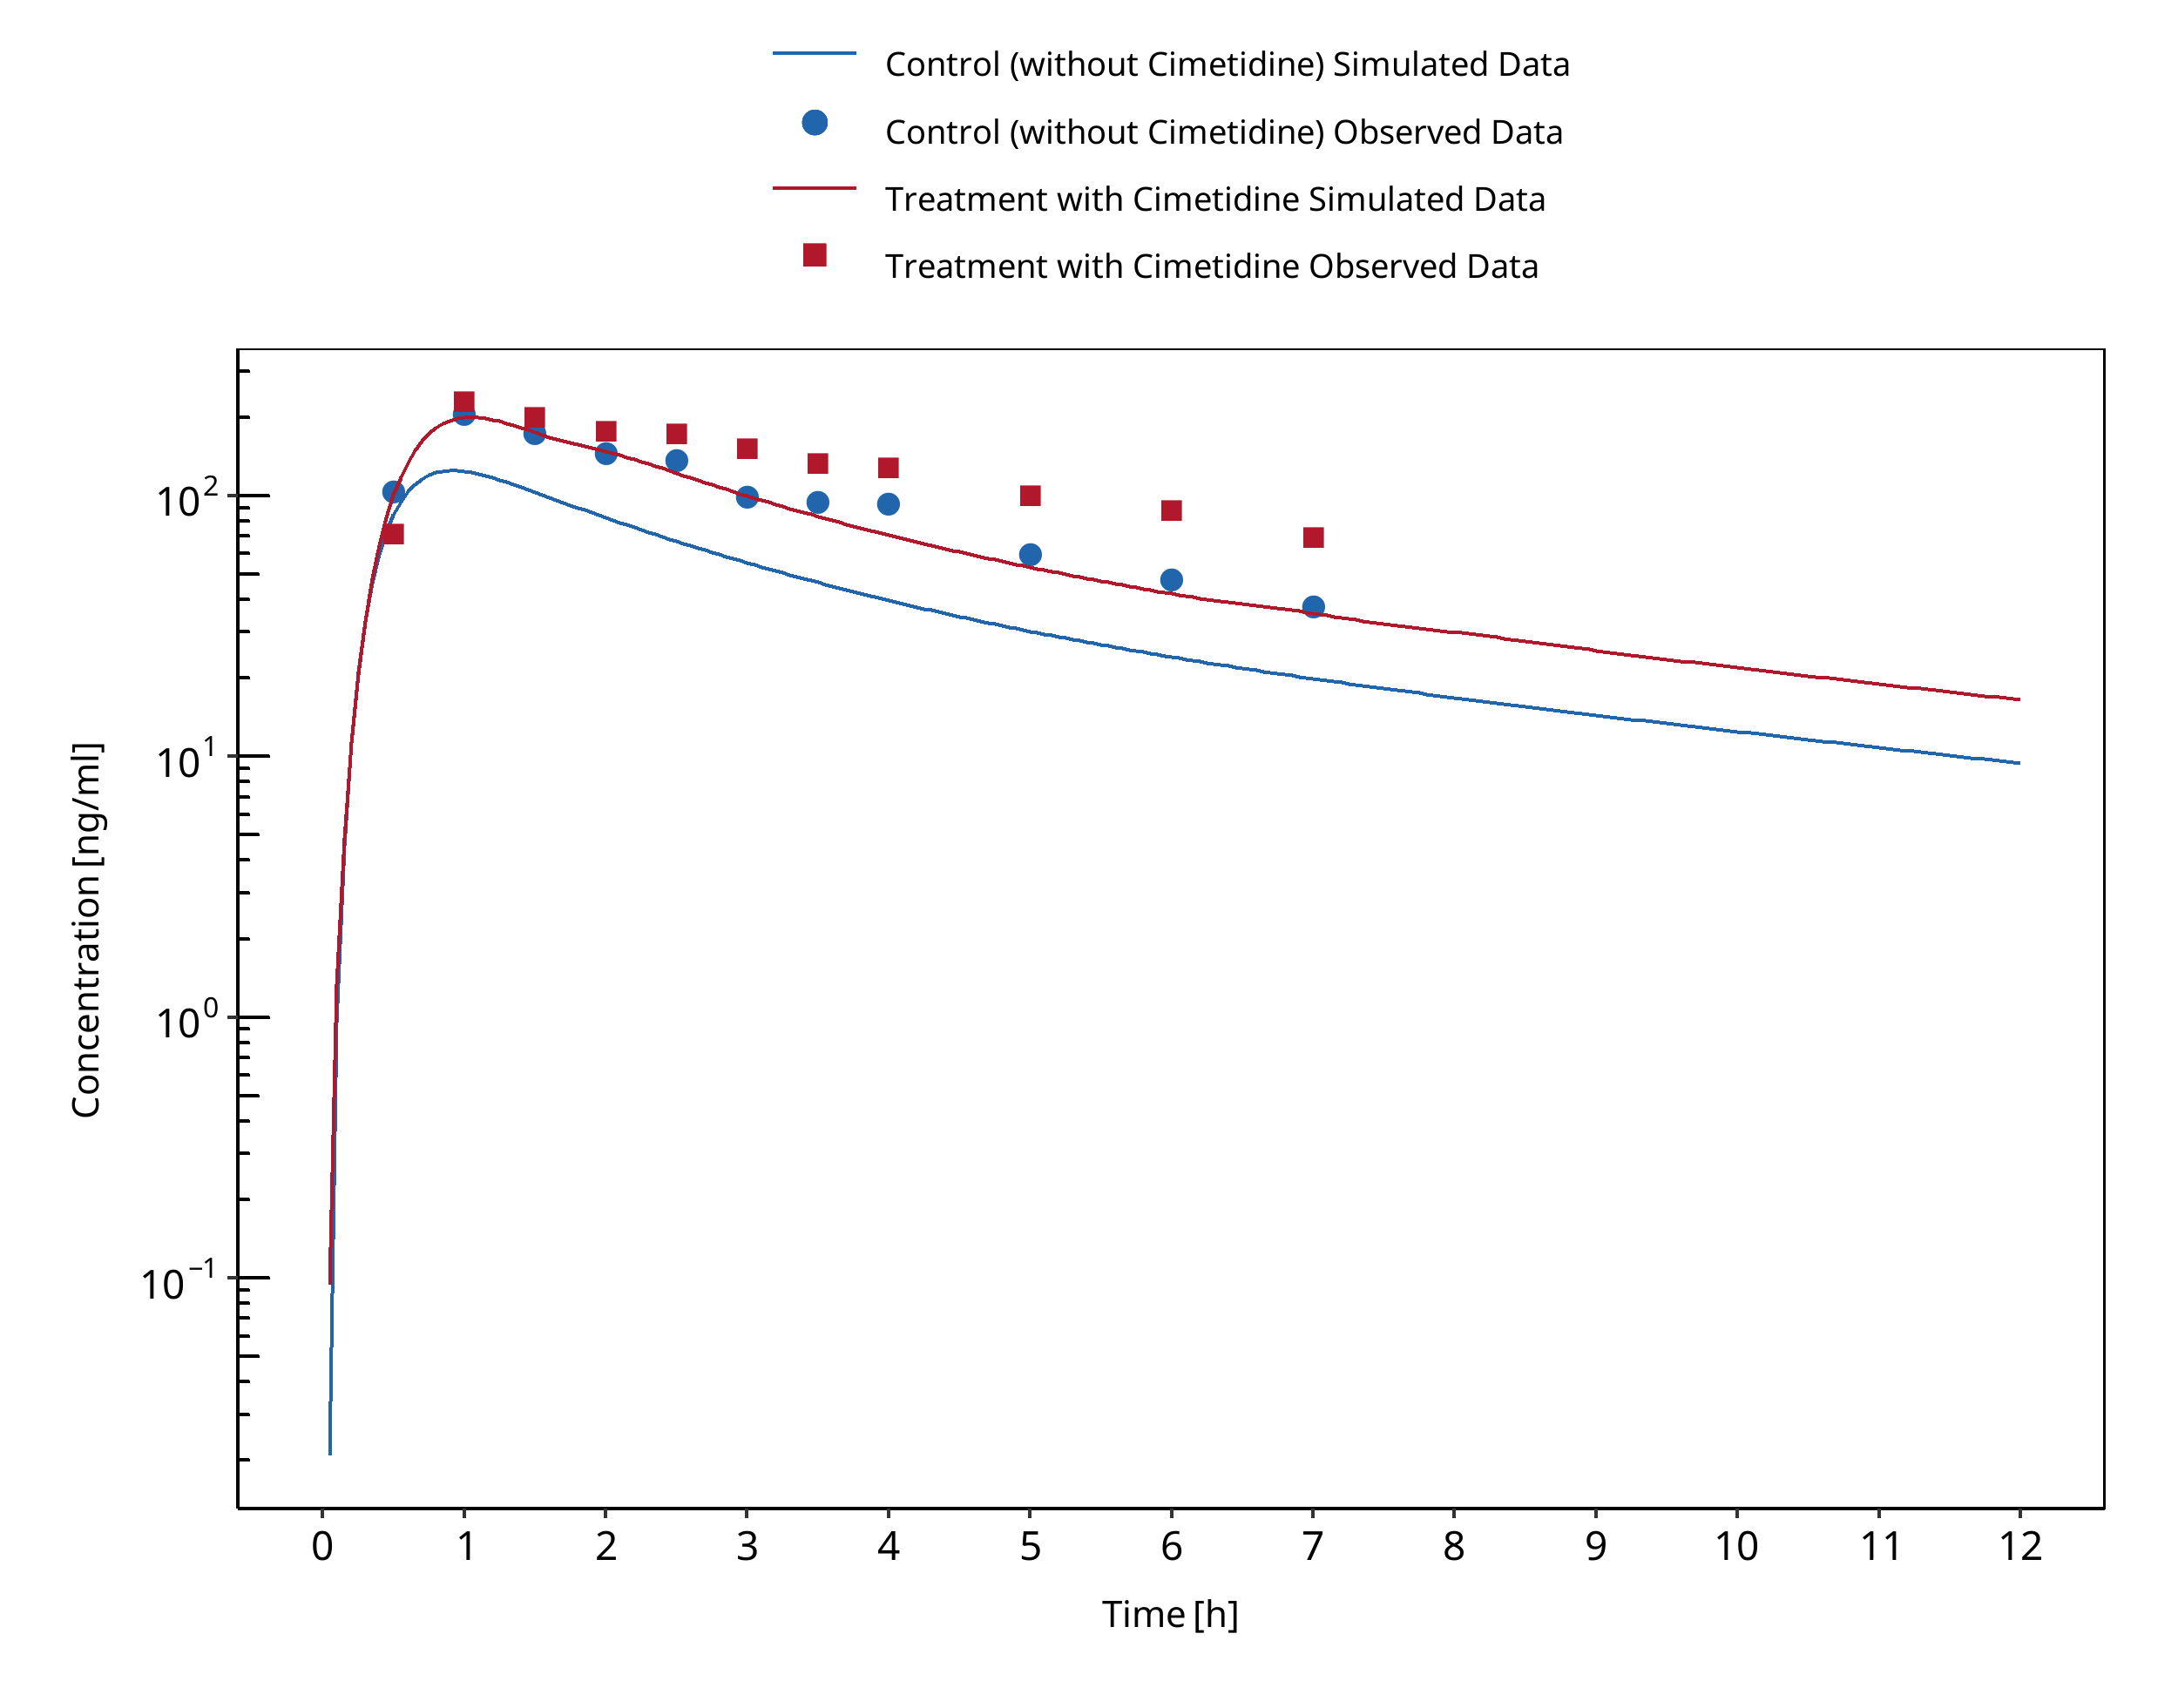 Control (without Cimetidine) Simulated Data
Control (without Cimetidine) Observed Data
Treatment with Cimetidine Simulated Data
Treatment with Cimetidine Observed Data
10²
10¹
10⁰
10⁻¹
Concentration [ng/ml]
0 1 2 3 4 5 6 7 8 9 10 11 12
Time [h]